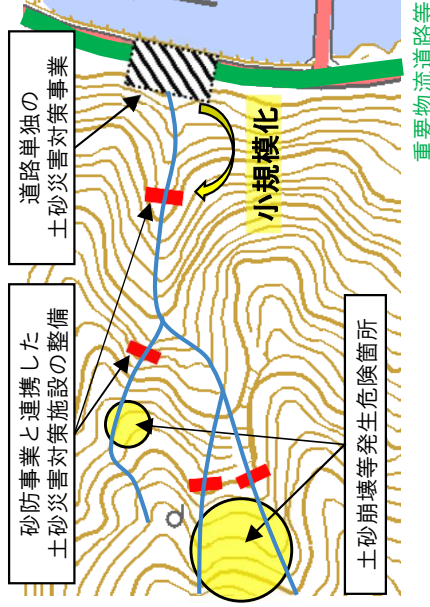 道路単独の
土砂災害対策事業
砂防事業と連携した
土砂災害対策施設の整備
小規模化
土砂崩壊等発生危険箇所
重要物流道路等